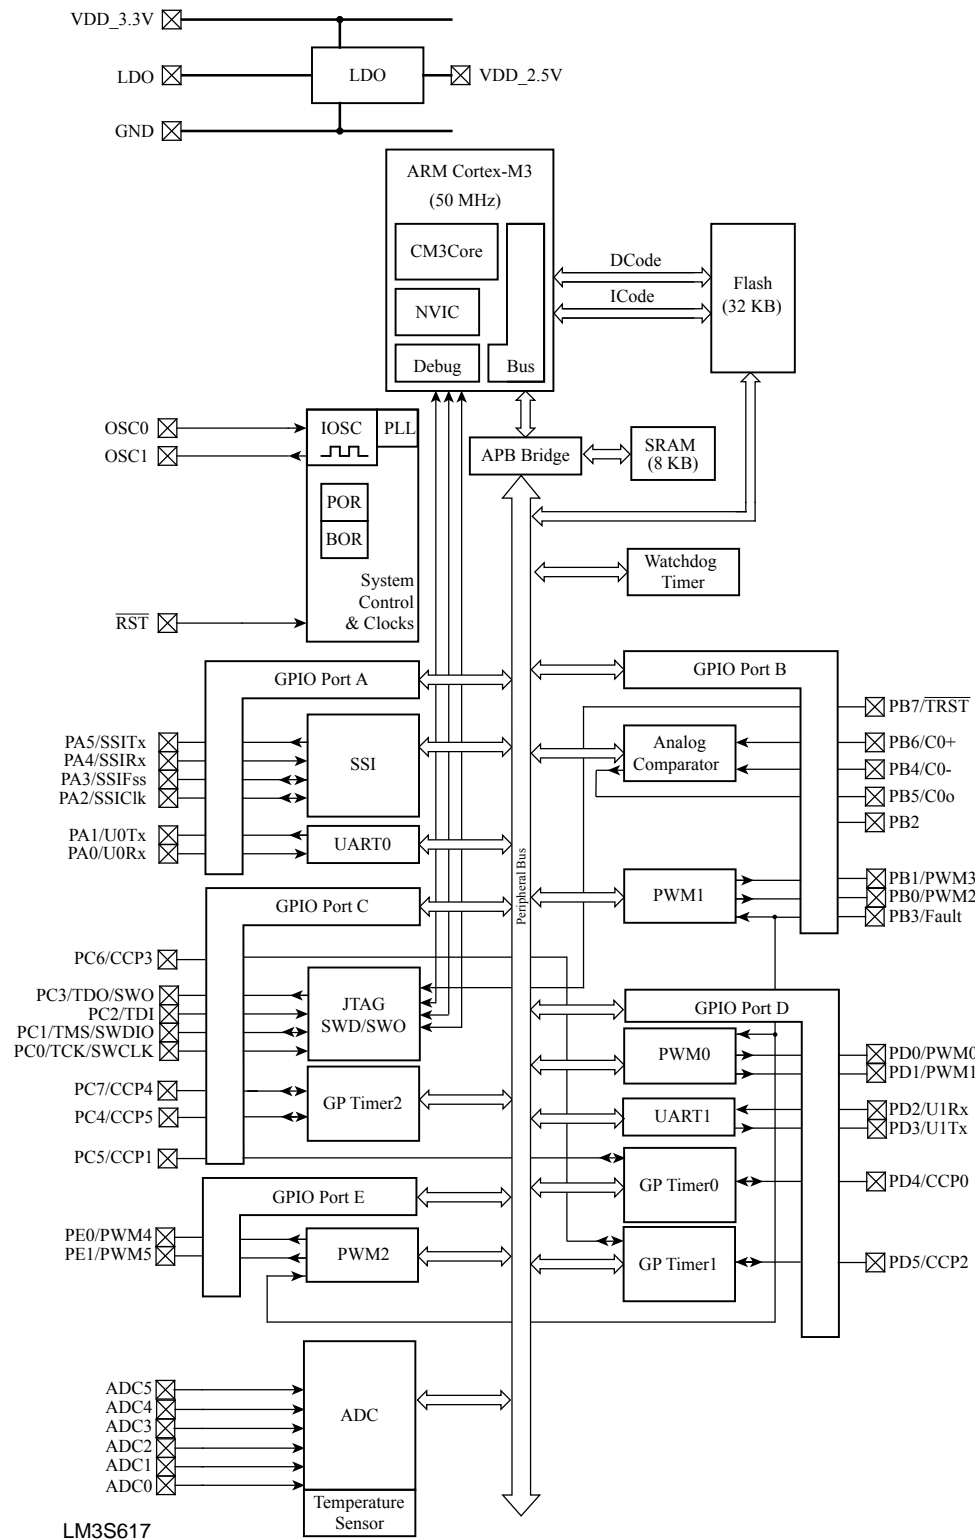 VDD_3.3V
LDO
LDO
VDD_2.5V
GND
ARM Cortex-M3
(50 MHz)
CM3Core
NVIC
Debug
Bus
DCode
ICode
Flash
(32 KB)
OSC0
OSC1
IOSC
PLL
POR
BOR
System
Control
& Clocks
RST
APB Bridge
SRAM
(8 KB)
Watchdog
Timer
Peripheral Bus
GPIO Port A
PA5/SSITx
PA4/SSIRx
PA3/SSIFss
PA2/SSIClk
SSI
PA1/U0Tx
PA0/U0Rx
UART0
GPIO Port B
PB7/TRST
Analog
Comparator
PB6/C0+
PB4/C0-
PB5/C0o
PB2
PWM1
PB1/PWM3
PB0/PWM2
PB3/Fault
GPIO Port C
PC6/CCP3
PC3/TDO/SWO
PC2/TDI
PC1/TMS/SWDIO
PC0/TCK/SWCLK
JTAG
SWD/SWO
PC7/CCP4
PC4/CCP5
GP Timer2
PC5/CCP1
GPIO Port D
PWM0
PD0/PWM0
PD1/PWM1
UART1
PD2/U1Rx
PD3/U1Tx
GP Timer0
PD4/CCP0
GP Timer1
PD5/CCP2
GPIO Port E
PE0/PWM4
PE1/PWM5
PWM2
ADC5
ADC4
ADC3
ADC2
ADC1
ADC0
ADC
Temperature
Sensor
LM3S617